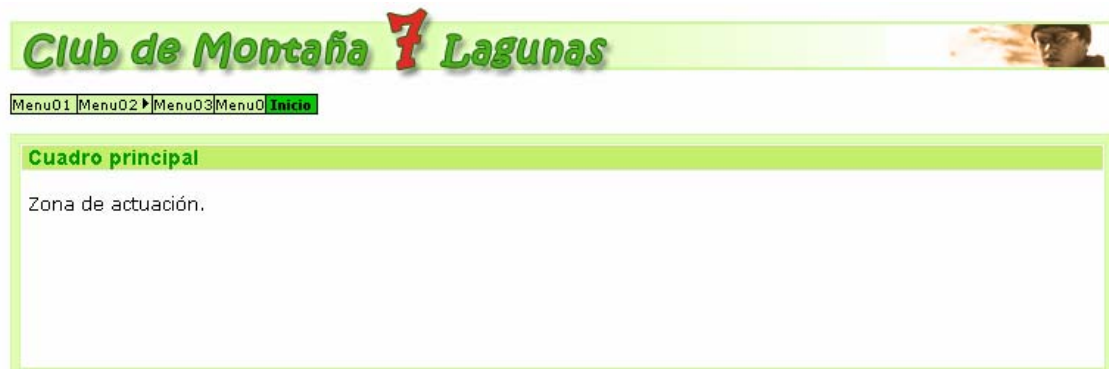 Club de Montaña 7 Lagunas
Menu01 Menu02 Menu03 Menu0 Inicio
Cuadro principal
Zona de actuación.